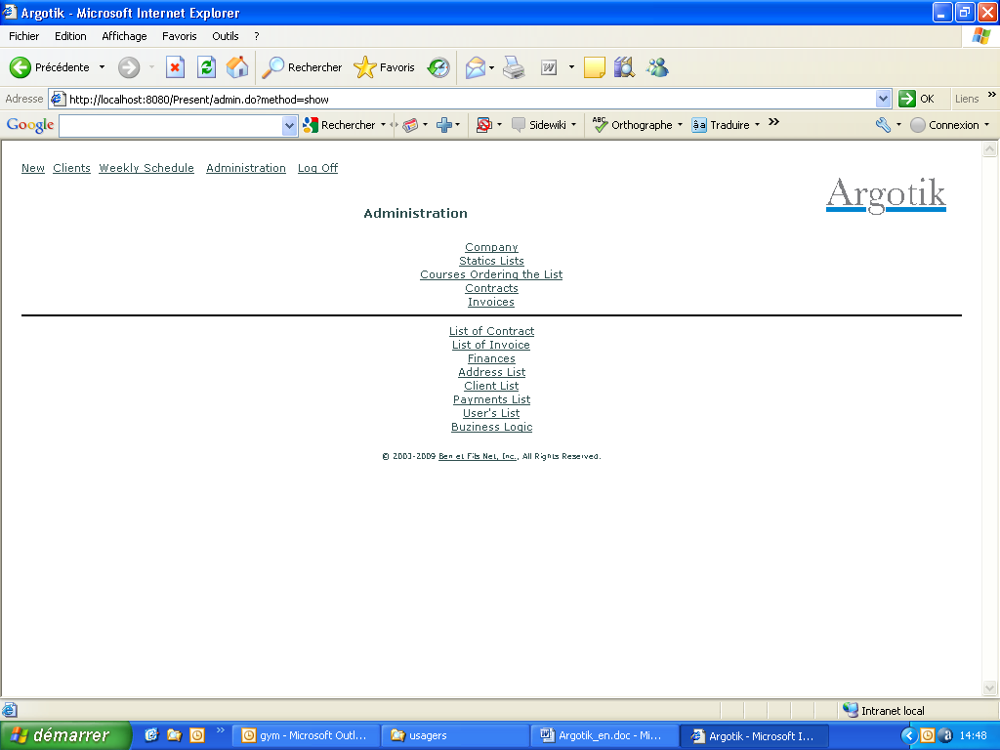 Argotik - Microsoft Internet Explorer
Fichier Edition Affichage Favoris Outils ?
Précédente Rechercher Favoris
Adresse http://localhost:8080/Present/admin.do?method=show OK Liens »
Google Rechercher Sidewiki ABC Orthographe āa Traduire » Connexion
New Clients Weekly Schedule Administration Log Off
Argotik
Administration
Company
Statics Lists
Courses Ordering the List
Contracts
Invoices
List of Contract
List of Invoice
Finances
Address List
Client List
Payments List
User's List
Buziness Logic
© 2003-2009 Ben et Fils Net, Inc., All Rights Reserved.
Intranet local
démarrer » gym - Microsoft Outl... usagers Argotik_en.doc - Mi... Argotik - Microsoft I... 14:48